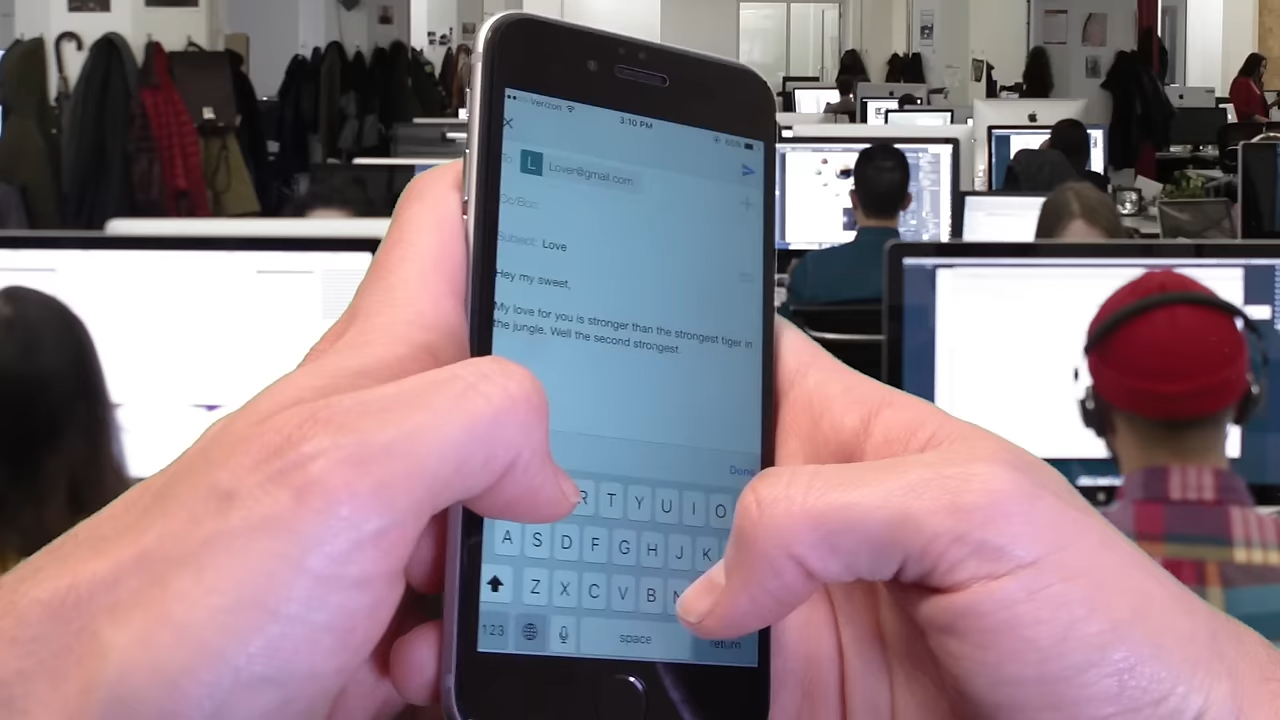 Verizon 3:10 PM 65%
To: L Lover@gmail.com
Cc/Bcc:
Subject: Love
Hey my sweet,
My love for you is stronger than the strongest tiger in
the jungle. Well the second strongest.
Done
R T Y U I O
A S D F G H J K
Z X C V B N
123 space return